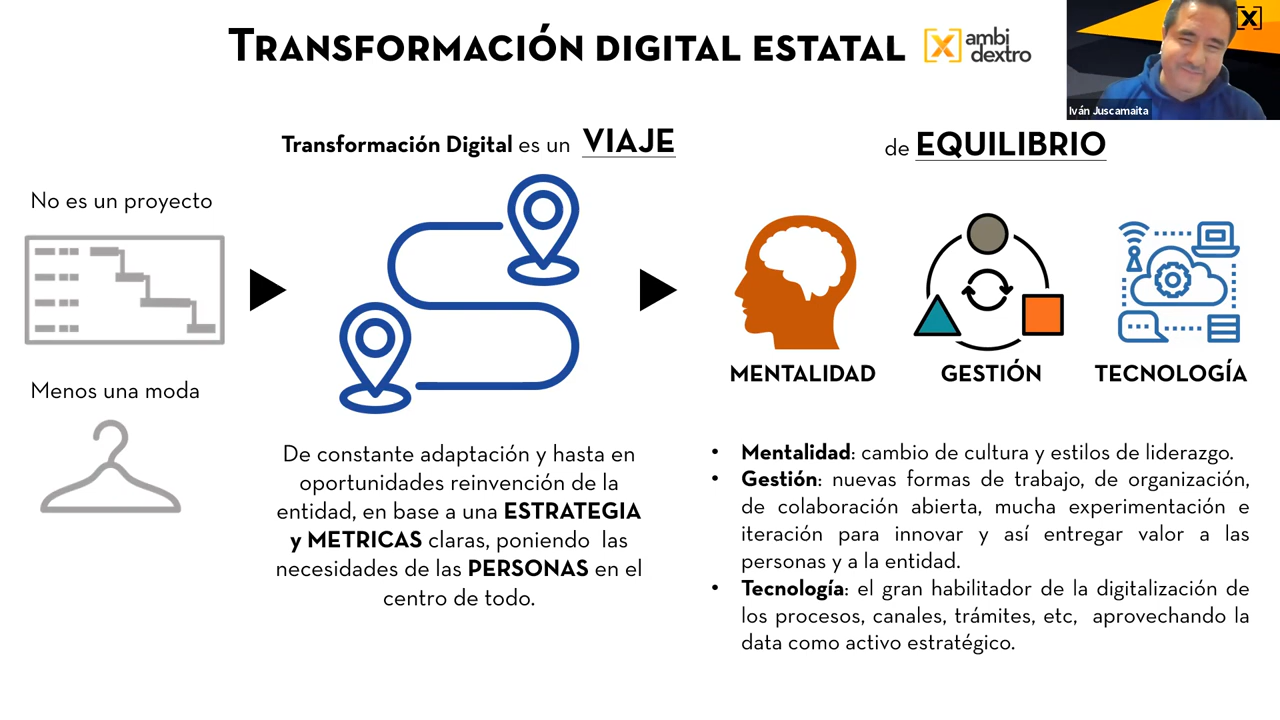 TRANSFORMACIÓN DIGITAL ESTATAL
[X] ambi
dextro
X
Iván Juscamaita
Transformación Digital es un VIAJE
de EQUILIBRIO
No es un proyecto
Menos una moda
MENTALIDAD
GESTIÓN
TECNOLOGÍA
De constante adaptación y hasta en
oportunidades reinvención de la
entidad, en base a una ESTRATEGIA
y METRICAS claras, poniendo las
necesidades de las PERSONAS en el
centro de todo.
• Mentalidad: cambio de cultura y estilos de liderazgo.
• Gestión: nuevas formas de trabajo, de organización,
de colaboración abierta, mucha experimentación e
iteración para innovar y así entregar valor a las
personas y a la entidad.
• Tecnología: el gran habilitador de la digitalización de
los procesos, canales, trámites, etc, aprovechando la
data como activo estratégico.